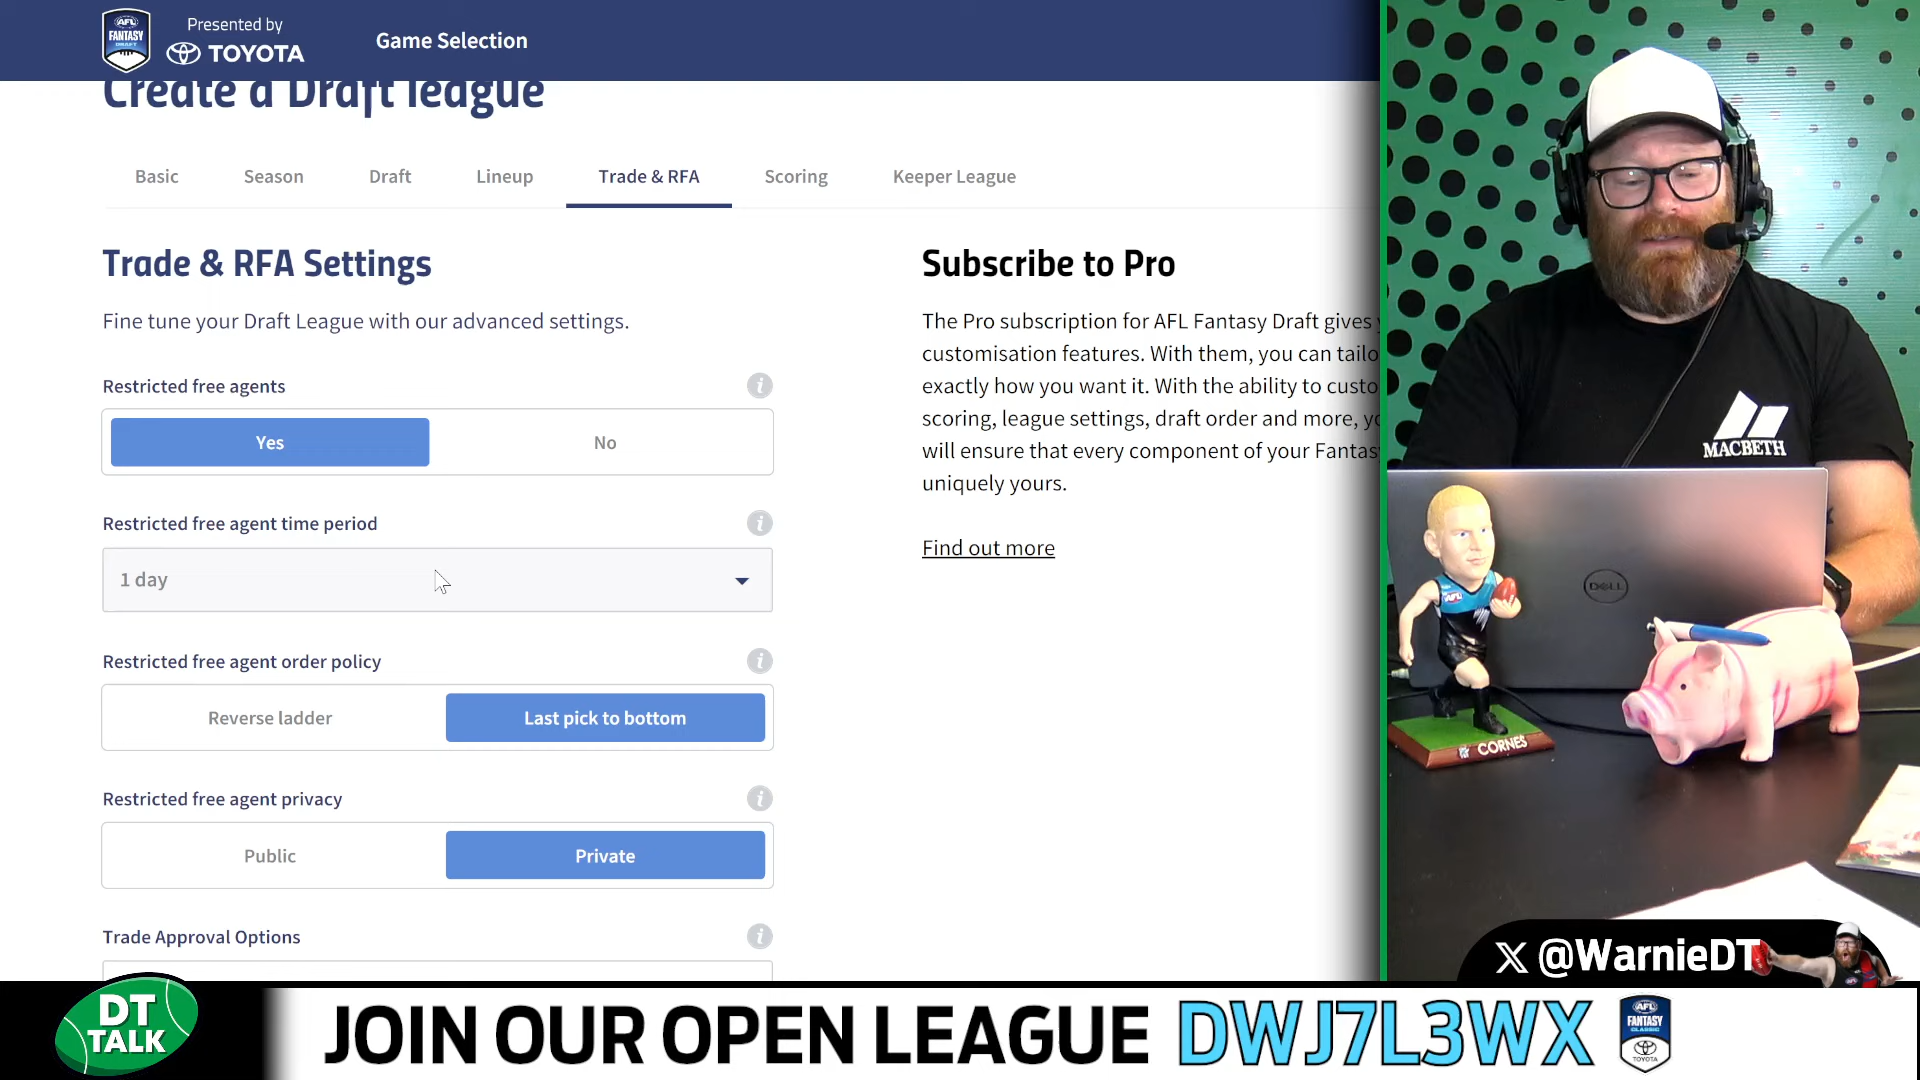 AFL
FANTASY
DRAFT
Presented by
TOYOTA
Game Selection
Create a Draft league
Basic
Season
Draft
Lineup
Trade & RFA
Scoring
Keeper League
Trade & RFA Settings
Fine tune your Draft League with our advanced settings.
Restricted free agents
Yes
No
Restricted free agent time period
1 day
Restricted free agent order policy
Reverse ladder
Last pick to bottom
Restricted free agent privacy
Public
Private
Trade Approval Options
Subscribe to Pro
The Pro subscription for AFL Fantasy Draft gives
customisation features. With them, you can tailo
exactly how you want it. With the ability to custo
scoring, league settings, draft order and more, yo
will ensure that every component of your Fantas
uniquely yours.
Find out more
MACBETH
DELL
CORNES
X @WarnieDT
DT
TALK
JOIN OUR OPEN LEAGUE DWJ7L3WX
AFL
FANTASY
CLASSIC
TOYOTA